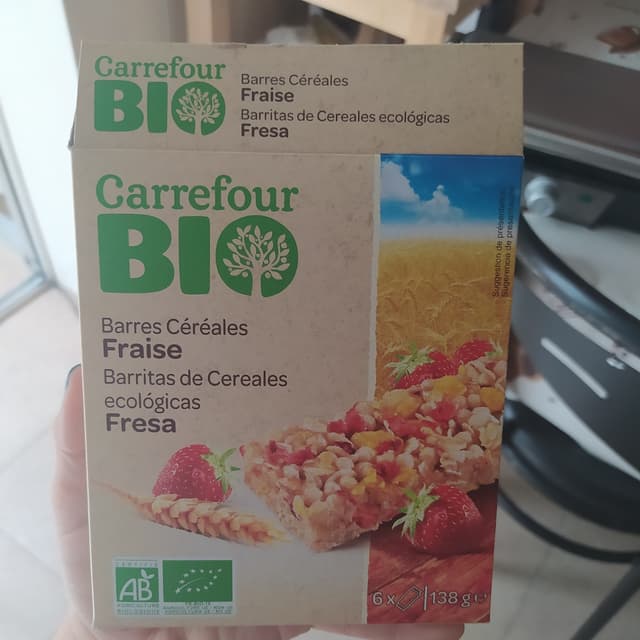 Carrefour
BIO
Barres Céréales
Fraise
Barritas de Cereales ecológicas
Fresa
Carrefour
BIO
Barres Céréales
Fraise
Barritas de Cereales
ecológicas
Fresa
Suggestion de présentation
Sugerencia de presentación
CERTIFIÉ
AB
AGRICULTURE
BIOLOGIQUE
6 x 138 g e